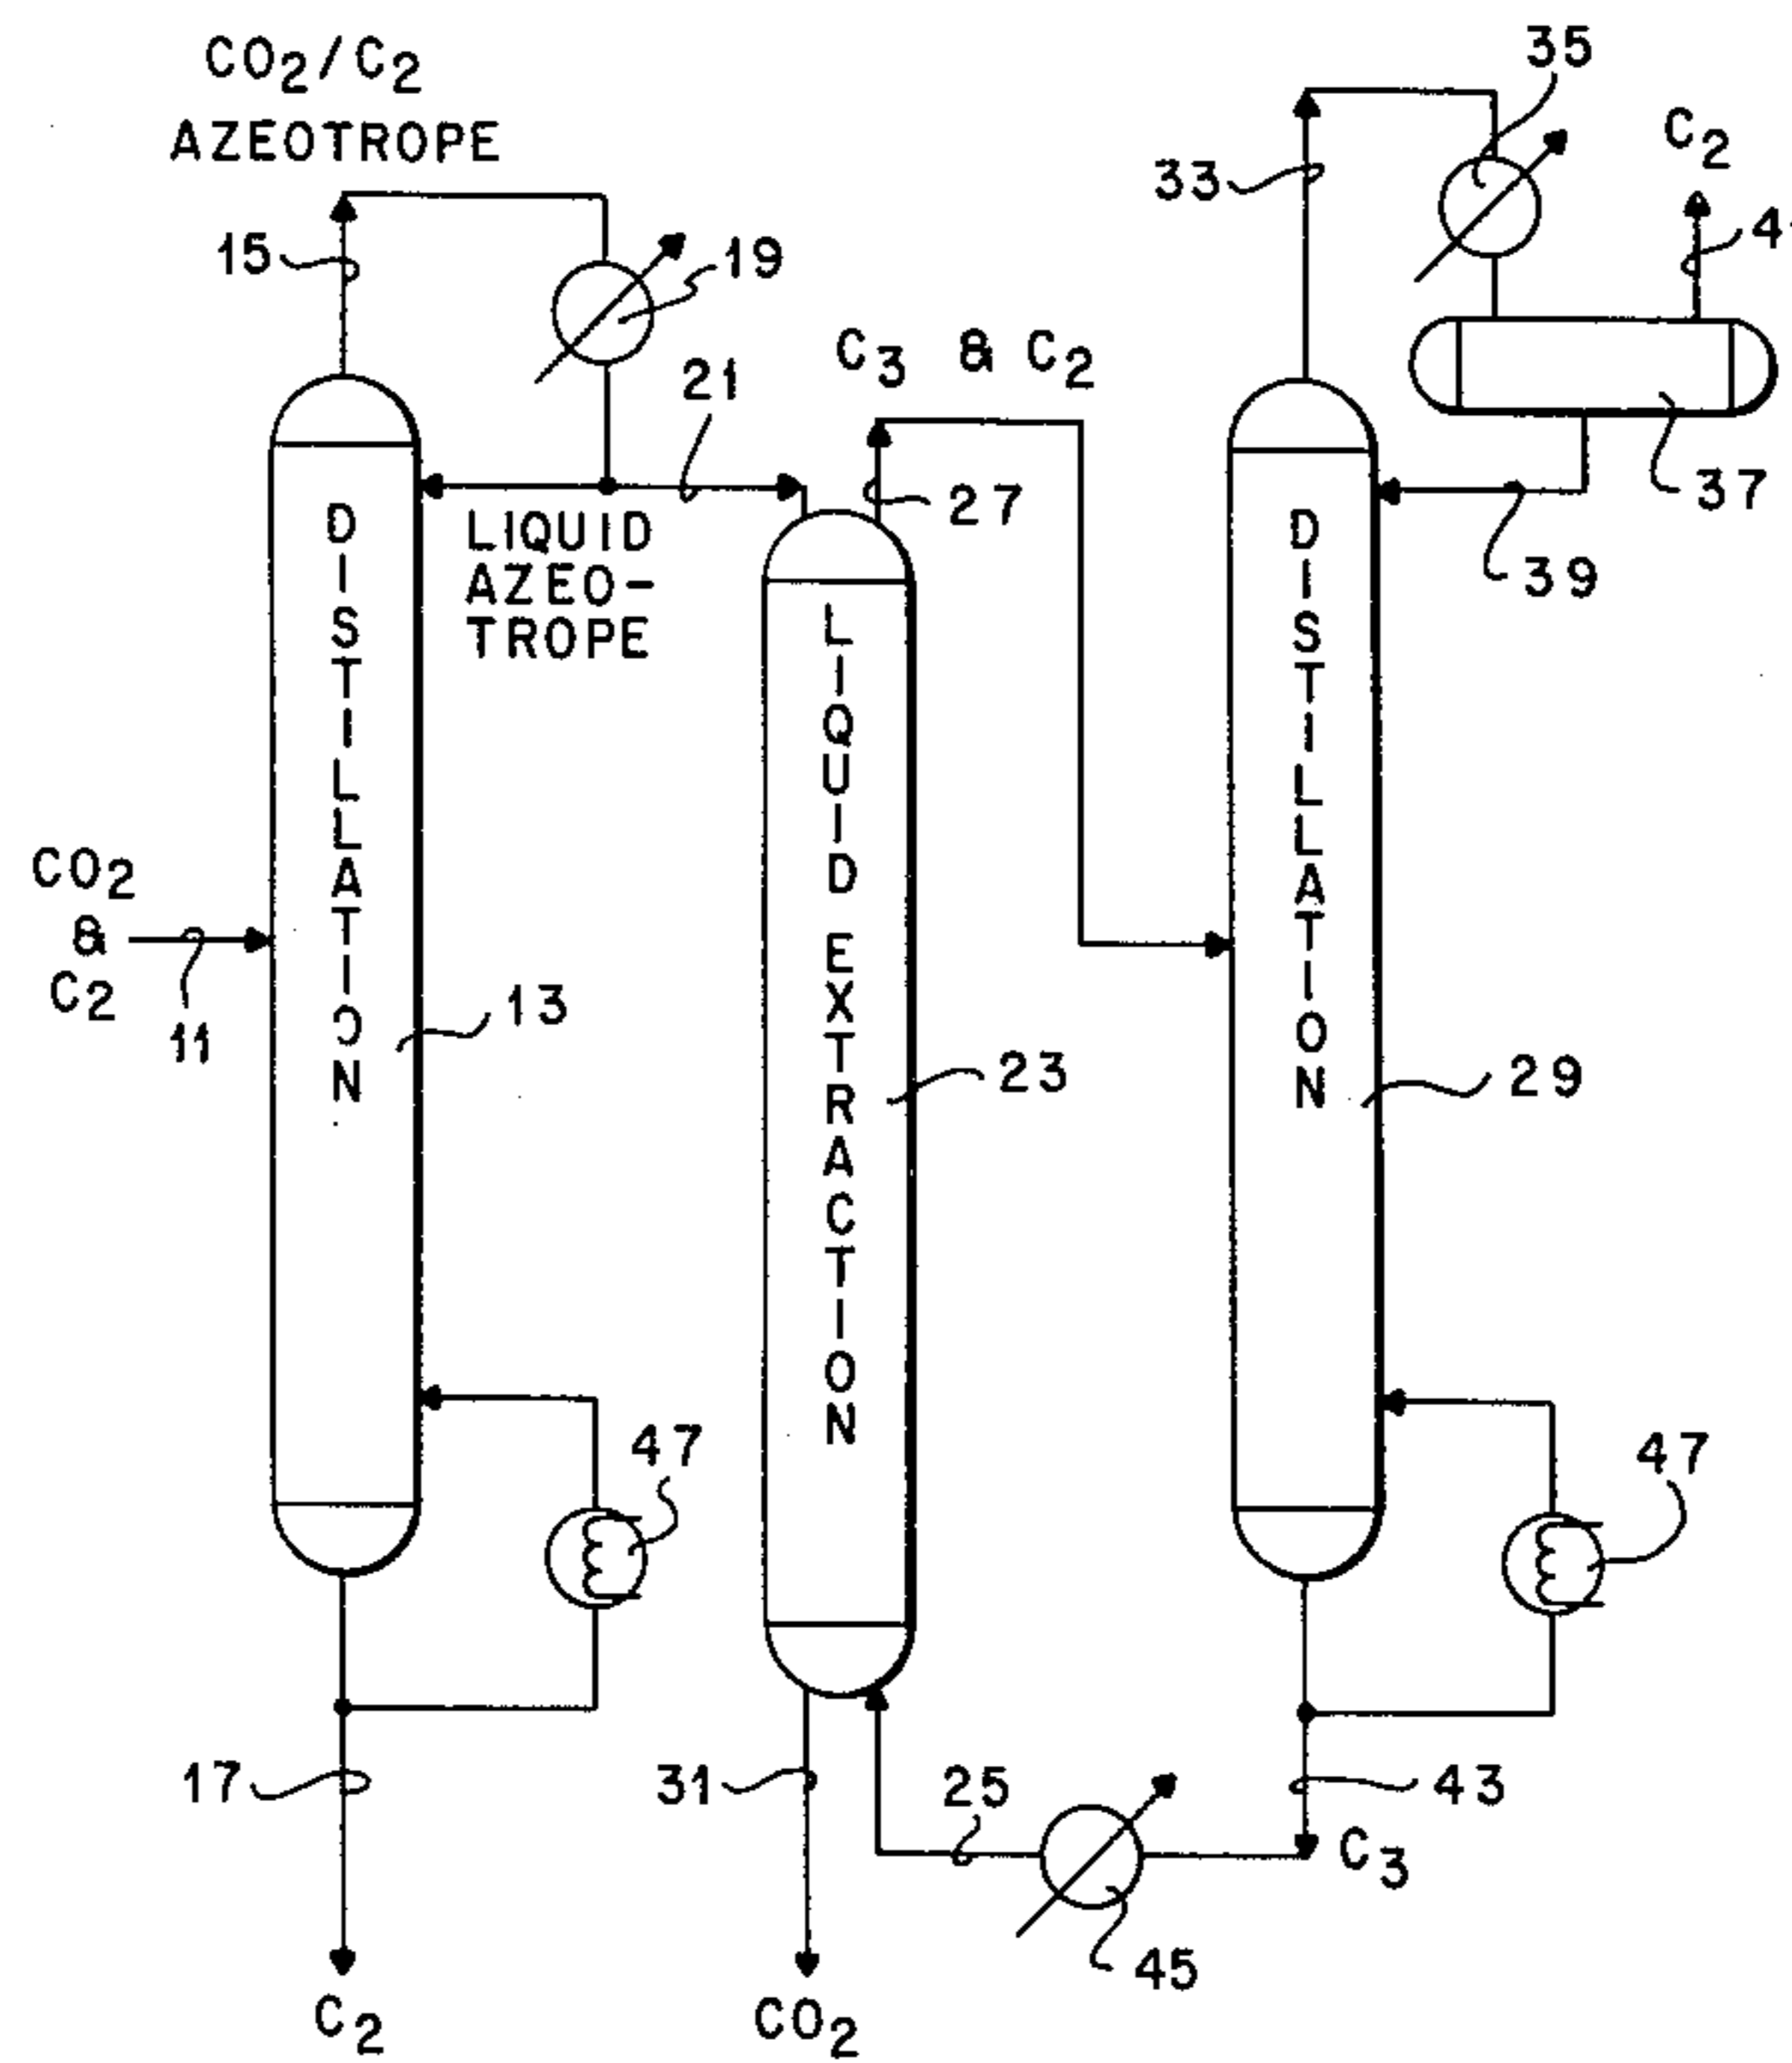 CO2/C2
AZEOTROPE
15
19
21
C3 & C2
27
33
35
C2
37
39
LIQUID
AZEO-
TROPE
DISTILLATION
LIQUID EXTRACTION
DISTILLATION
CO2
&
C2
11
13
23
29
47
47
17
31
25
43
C3
45
C2
CO2